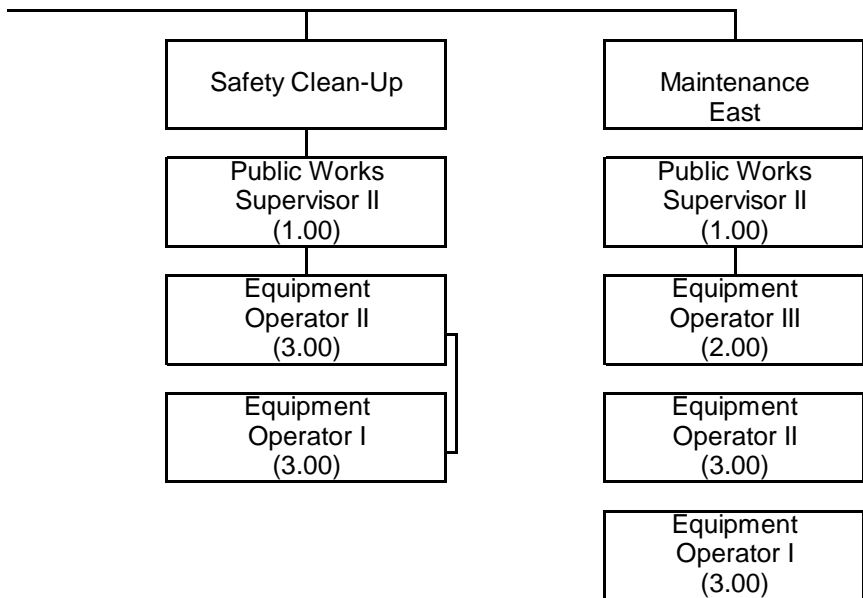 Safety Clean-Up
Public Works
Supervisor II
(1.00)
Equipment
Operator II
(3.00)
Equipment
Operator I
(3.00)
Maintenance
East
Public Works
Supervisor II
(1.00)
Equipment
Operator III
(2.00)
Equipment
Operator II
(3.00)
Equipment
Operator I
(3.00)